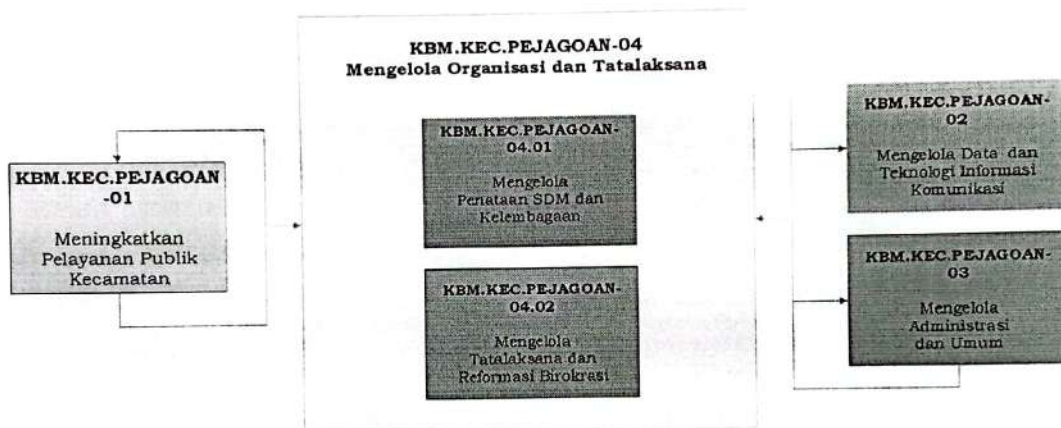 KBM.KEC.PEJAGOAN-04
Mengelola Organisasi dan Tatalaksana
KBM.KEC.PEJAGOAN
-01
Meningkatkan
Pelayanan Publik
Kecamatan
KBM.KEC.PEJAGOAN-
04.01
Mengelola
Penataan SDM dan
Kelembagaan
KBM.KEC.PEJAGOAN-
04.02
Mengelola
Tatalaksana dan
Reformasi Birokrasi
KBM.KEC.PEJAGOAN-
02
Mengelola Data dan
Teknologi Informasi
Komunikasi
KBM.KEC.PEJAGOAN-
03
Mengelola
Administrasi
dan Umum